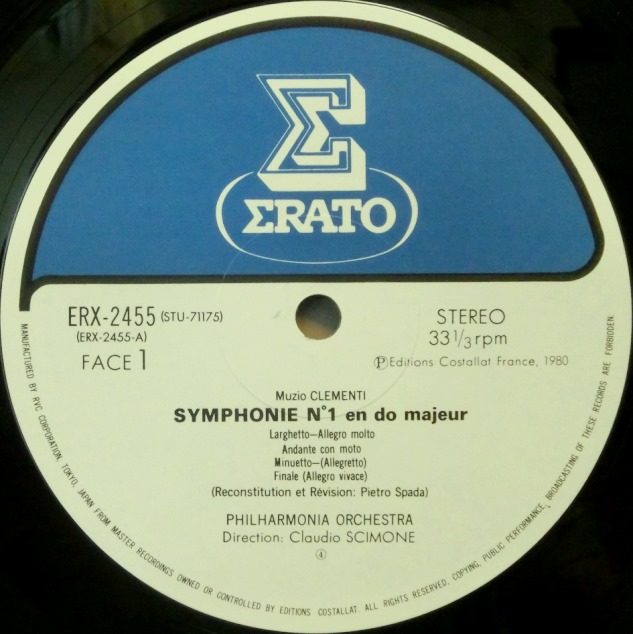 Σ
ΣRATO
ERX-2455 (STU-71175)
(ERX-2455-A)
FACE 1
STEREO
33 1/3 rpm
Ⓟ Editions Costallat France, 1980
Muzio CLEMENTI
SYMPHONIE N°1 en do majeur
Larghetto—Allegro molto
Andante con moto
Minuetto—(Allegretto)
Finale (Allegro vivace)
(Reconstitution et Révision: Pietro Spada)
PHILHARMONIA ORCHESTRA
Direction: Claudio SCIMONE
④
MANUFACTURED BY RVC CORPORATION, TOKYO, JAPAN FROM MASTER RECORDINGS OWNED OR CONTROLLED BY EDITIONS COSTALLAT. ALL RIGHTS RESERVED, COPYING, PUBLIC PERFORMANCE, BROADCASTING OF THESE RECORDS ARE FORBIDDEN.